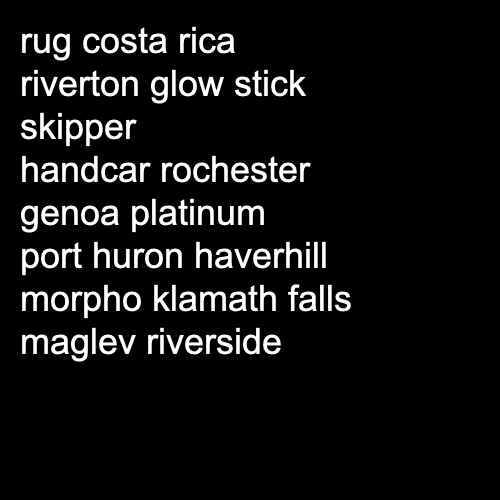 rug costa rica
riverton glow stick
skipper
handcar rochester
genoa platinum
port huron haverhill
morpho klamath falls
maglev riverside